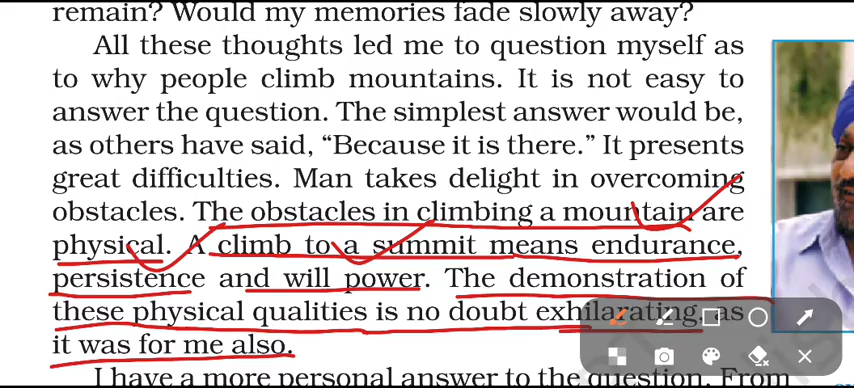 remain? Would my memories fade slowly away?
All these thoughts led me to question myself as
to why people climb mountains. It is not easy to
answer the question. The simplest answer would be,
as others have said, “Because it is there.” It presents
great difficulties. Man takes delight in overcoming
obstacles. The obstacles in climbing a mountain are
physical. A climb to a summit means endurance,
persistence and will power. The demonstration of
these physical qualities is no doubt exhilarating, as
it was for me also.
I have a more personal answer to the question. From